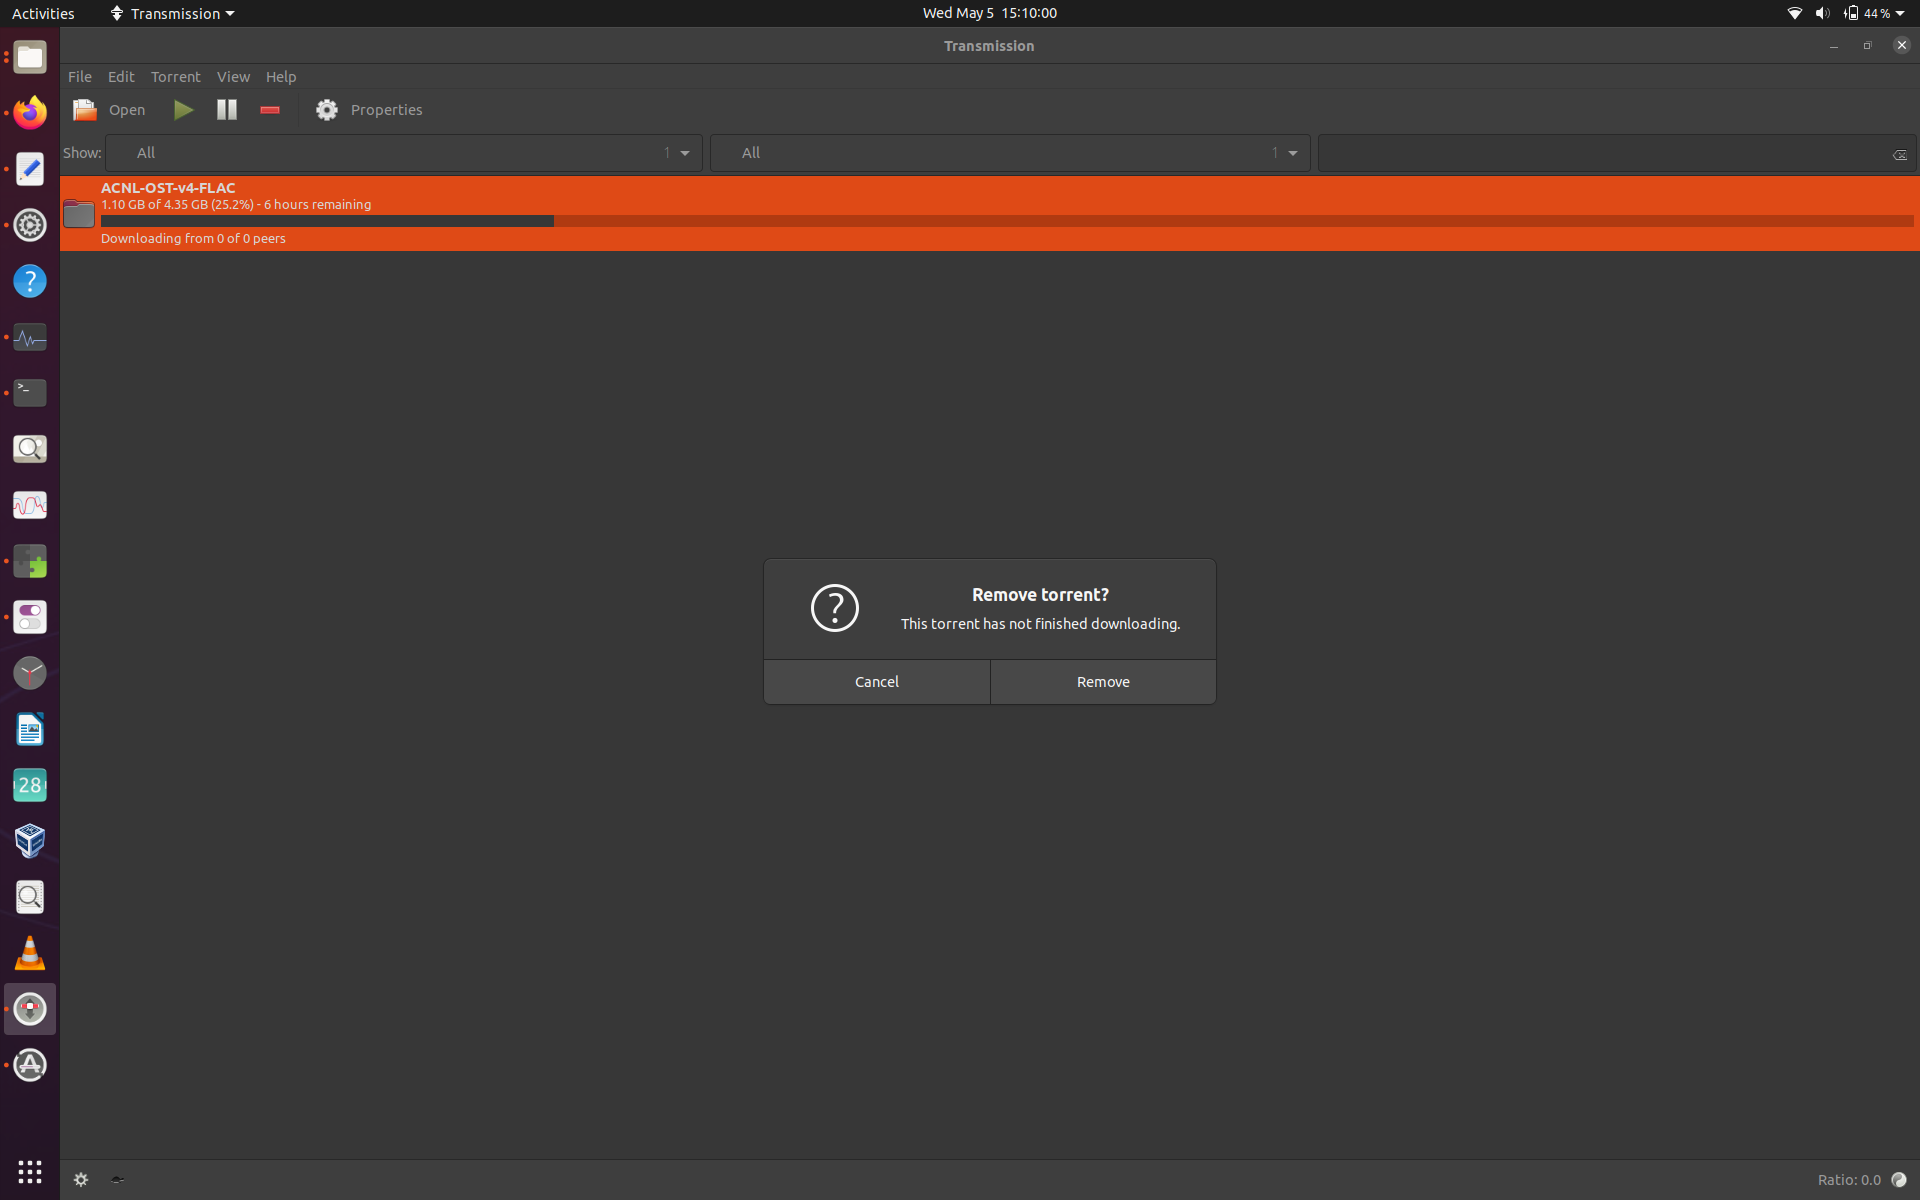 Activities
Transmission
Wed May 5 15:10:00
44 %
Transmission
File Edit Torrent View Help
Open
Properties
Show:
All 1
All 1
ACNL-OST-v4-FLAC
1.10 GB of 4.35 GB (25.2%) - 6 hours remaining
Downloading from 0 of 0 peers
?
>_
Remove torrent?
This torrent has not finished downloading.
Cancel
Remove
28
Ratio: 0.0